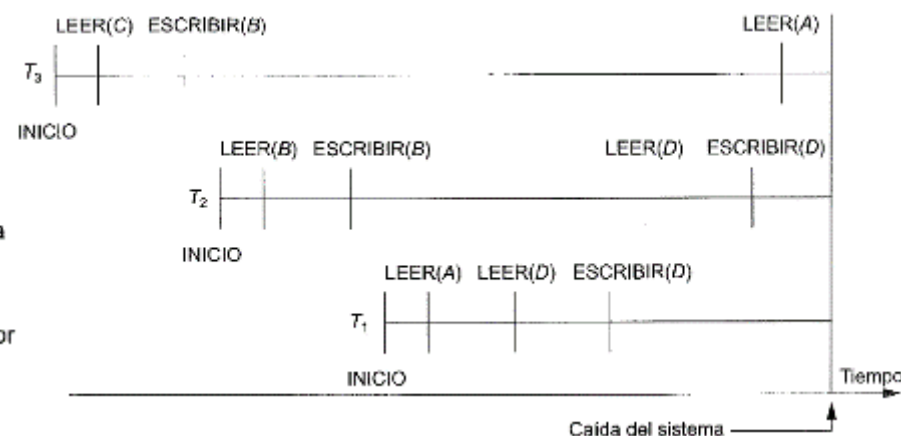 LEER(C) ESCRIBIR(B) LEER(A)
T3
INICIO
LEER(B) ESCRIBIR(B) LEER(D) ESCRIBIR(D)
T2
a
INICIO
LEER(A) LEER(D) ESCRIBIR(D)
T1
or
INICIO
Tiempo
Caída del sistema